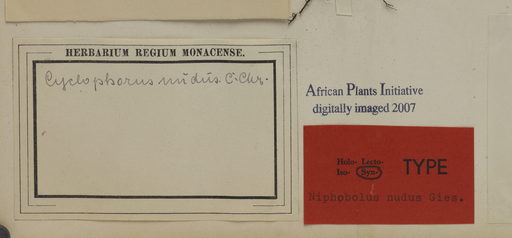 HERBARIUM REGIUM MONACENSE.
Cyclophorus nudus C. Chr.
African Plants Initiative
digitally imaged 2007
Holo- Lecto-
Iso- Syn- TYPE
Niphobolus nudus Gies.